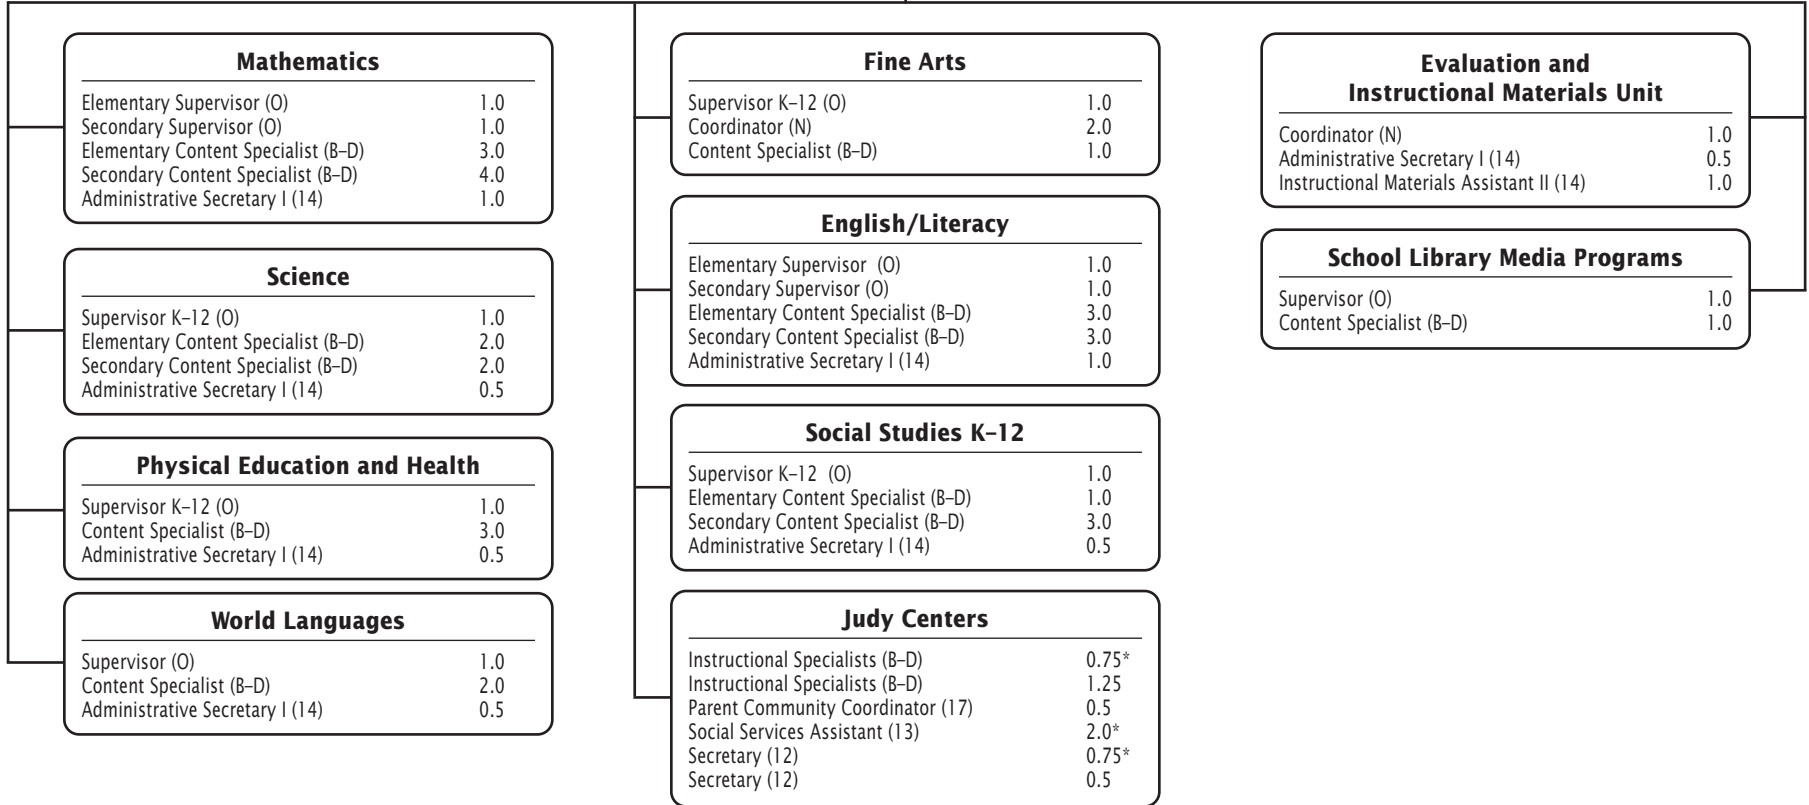 Mathematics
Elementary Supervisor (O) 1.0
Secondary Supervisor (O) 1.0
Elementary Content Specialist (B–D) 3.0
Secondary Content Specialist (B–D) 4.0
Administrative Secretary I (14) 1.0
Science
Supervisor K–12 (O) 1.0
Elementary Content Specialist (B–D) 2.0
Secondary Content Specialist (B–D) 2.0
Administrative Secretary I (14) 0.5
Physical Education and Health
Supervisor K–12 (O) 1.0
Content Specialist (B–D) 3.0
Administrative Secretary I (14) 0.5
World Languages
Supervisor (O) 1.0
Content Specialist (B–D) 2.0
Administrative Secretary I (14) 0.5
Fine Arts
Supervisor K–12 (O) 1.0
Coordinator (N) 2.0
Content Specialist (B–D) 1.0
English/Literacy
Elementary Supervisor (O) 1.0
Secondary Supervisor (O) 1.0
Elementary Content Specialist (B–D) 3.0
Secondary Content Specialist (B–D) 3.0
Administrative Secretary I (14) 1.0
Social Studies K–12
Supervisor K–12 (O) 1.0
Elementary Content Specialist (B–D) 1.0
Secondary Content Specialist (B–D) 3.0
Administrative Secretary I (14) 0.5
Judy Centers
Instructional Specialists (B–D) 0.75*
Instructional Specialists (B–D) 1.25
Parent Community Coordinator (17) 0.5
Social Services Assistant (13) 2.0*
Secretary (12) 0.75*
Secretary (12) 0.5
Evaluation and
Instructional Materials Unit
Coordinator (N) 1.0
Administrative Secretary I (14) 0.5
Instructional Materials Assistant II (14) 1.0
School Library Media Programs
Supervisor (O) 1.0
Content Specialist (B–D) 1.0